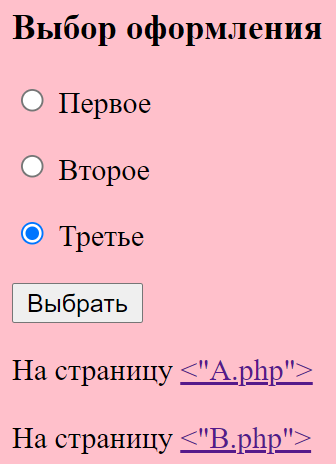 Выбор оформления
Первое
Второе
Третье
Выбрать
На страницу <"A.php">
На страницу <"B.php">